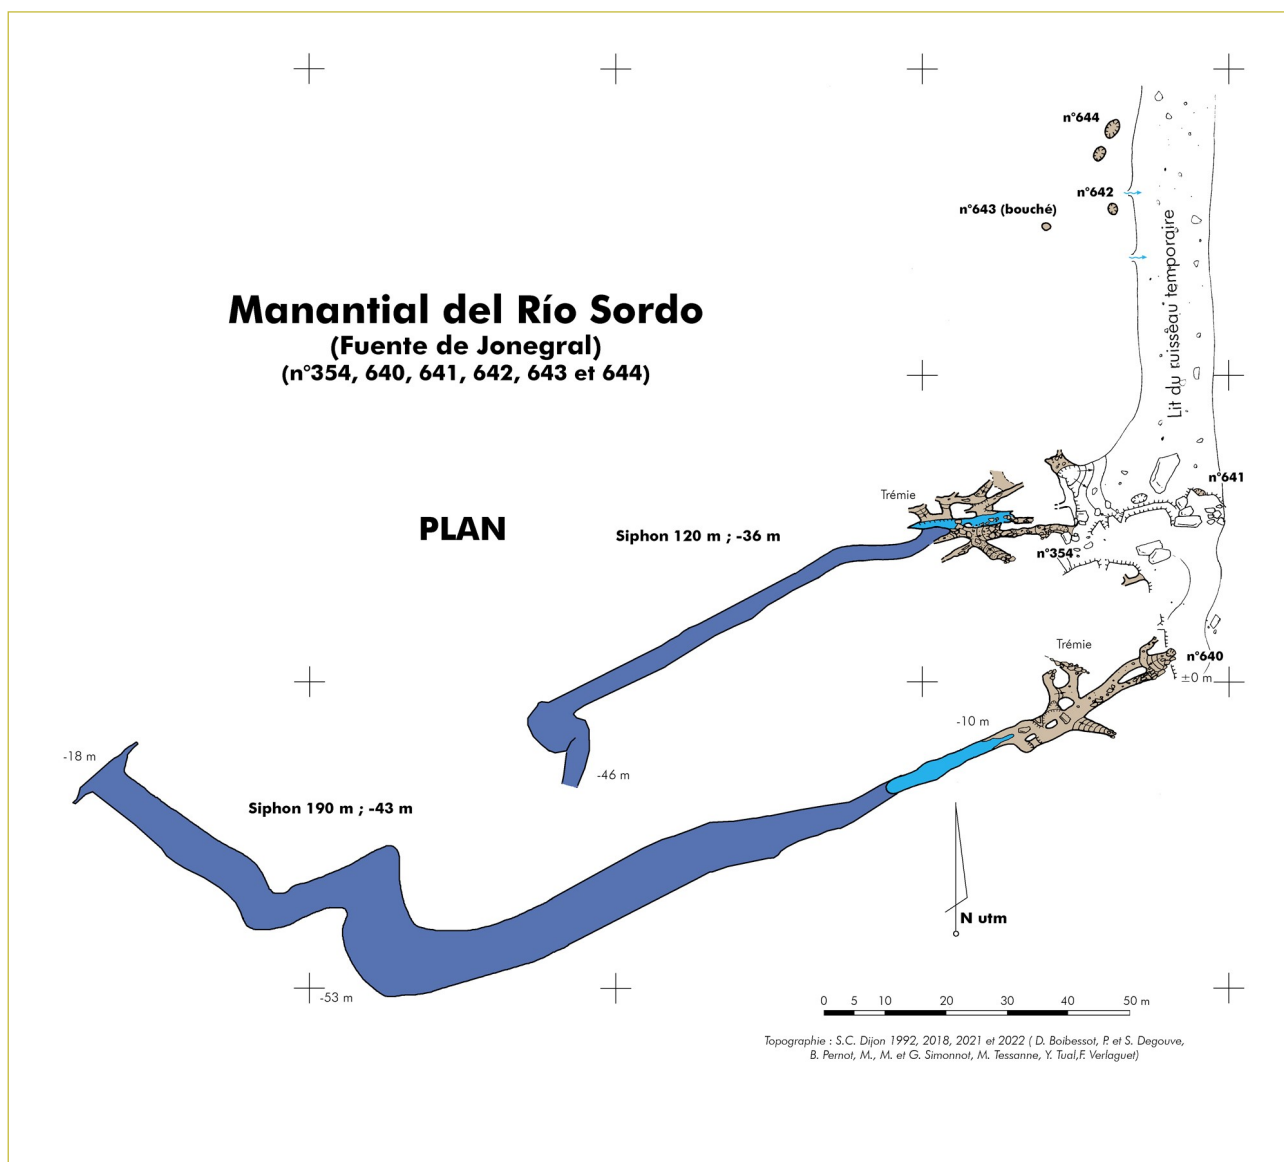 n°644
n°642
n°643 (bouché)
Lit du ruisseau temporaire
Manantial del Río Sordo
(Fuente de Jonegral)
(n°354, 640, 641, 642, 643 et 644)
n°641
Trémie
PLAN
Siphon 120 m ; -36 m
n°354
Trémie
n°640
±0 m
-10 m
-18 m
-46 m
Siphon 190 m ; -43 m
N utm
-53 m
0 5 10 20 30 40 50 m
Topographie : S.C. Dijon 1992, 2018, 2021 et 2022 ( D. Boibessot, P. et S. Degouve,
B. Pernot, M., M. et G. Simonnot, M. Tessanne, Y. Tual,F. Verlaguet)